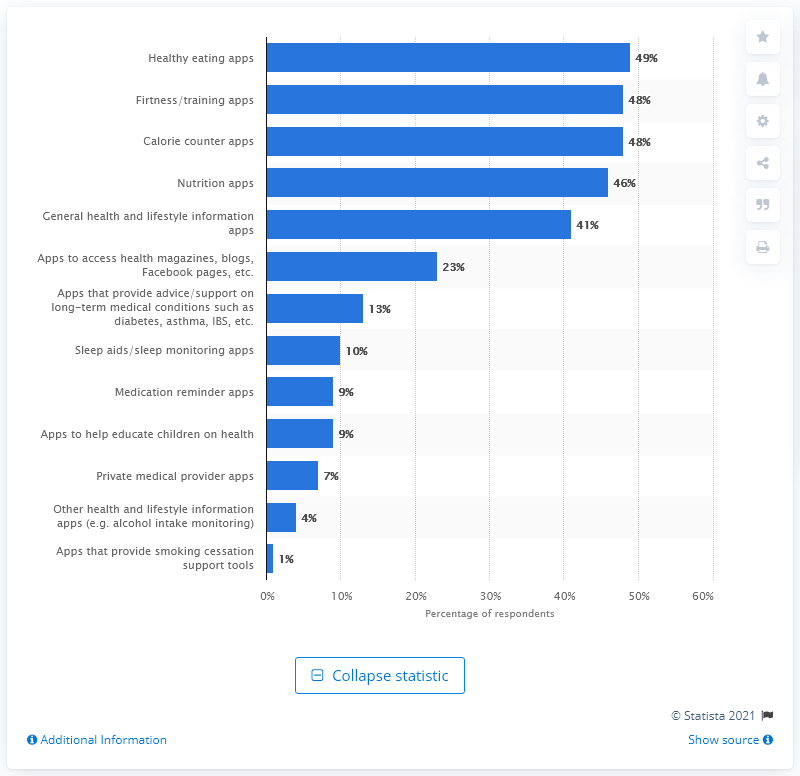 Healthy eating apps
49%
Firtness/training apps
48%
Calorie counter apps
48%
Nutrition apps
46%
General health and lifestyle information
apps
41%
Apps to access health magazines, blogs,
Facebook pages, etc.
23%
Apps that provide advice/support on
long-term medical conditions such as
diabetes, asthma, IBS, etc.
13%
Sleep aids/sleep monitoring apps
10%
Medication reminder apps
9%
Apps to help educate children on health
9%
Private medical provider apps
7%
Other health and lifestyle information
apps (e.g. alcohol intake monitoring)
4%
Apps that provide smoking cessation
support tools
1%
0% 10% 20% 30% 40% 50% 60%
Percentage of respondents
Collapse statistic
© Statista 2021
Additional Information
Show source